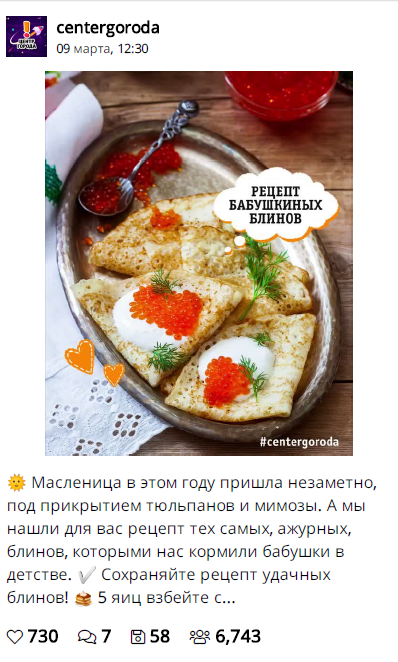 centergoroda
09 марта, 12:30
ЦЕНТР
ГОРОДА
РЕЦЕПТ
БАБУШКИНЫХ
БЛИНОВ
#centergoroda
🌞 Масленица в этом году пришла незаметно,
под прикрытием тюльпанов и мимозы. А мы
нашли для вас рецепт тех самых, ажурных,
блинов, которыми нас кормили бабушки в
детстве. ✔️ Сохраняйте рецепт удачных
блинов! 🥞 5 яиц взбейте с...
730 7 58 6,743